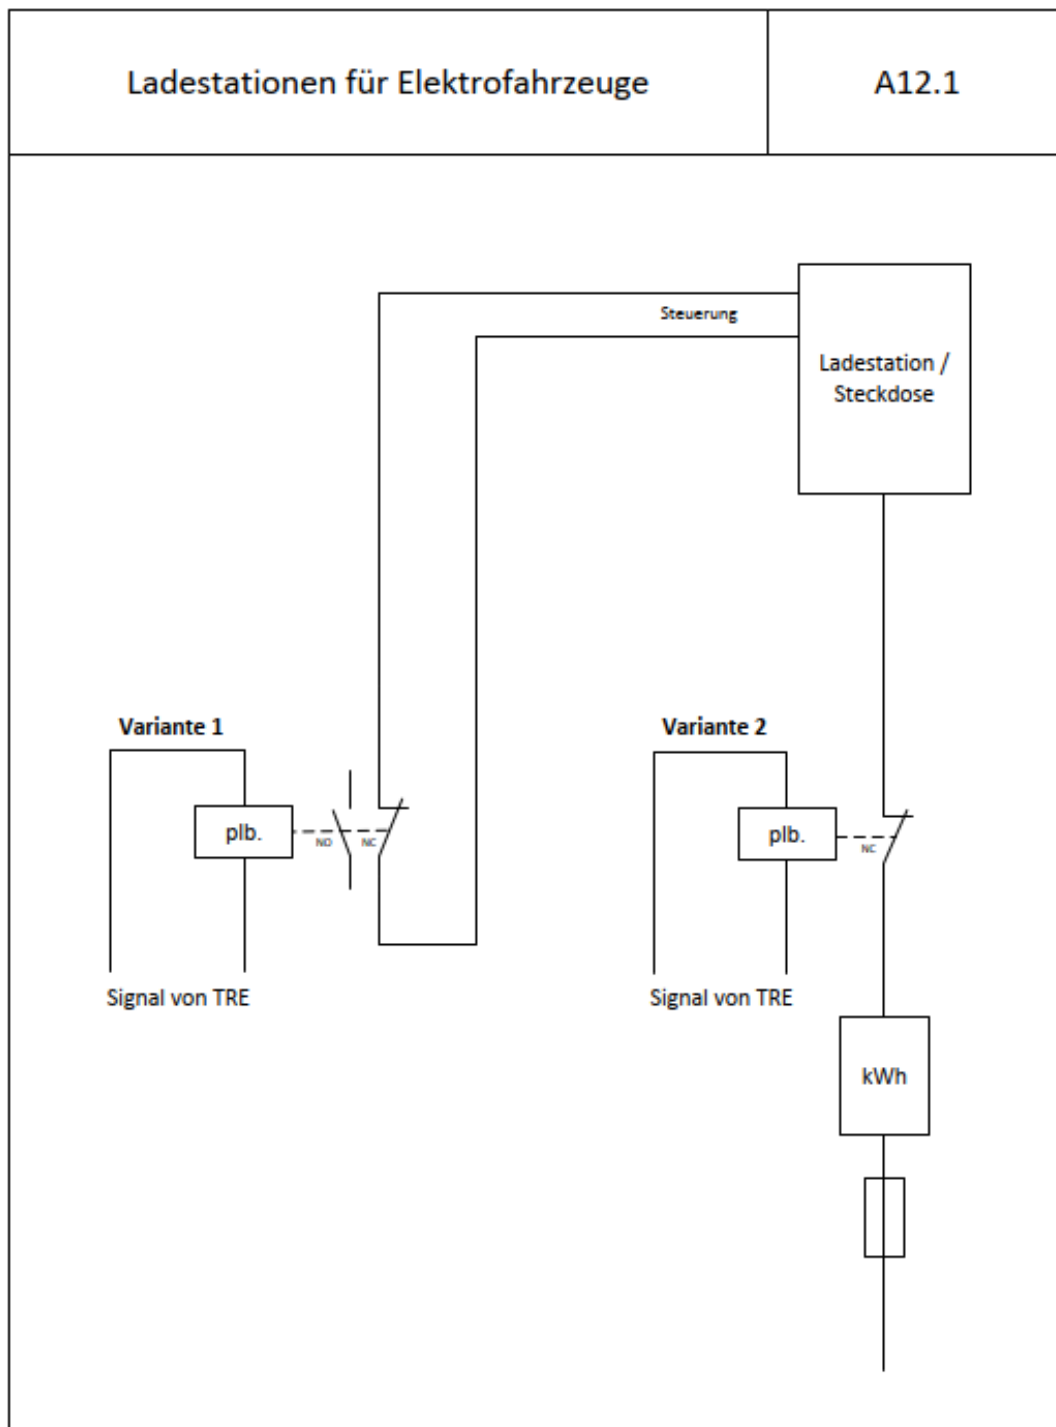 Ladestationen für Elektrofahrzeuge
A12.1
Steuerung
Ladestation /
Steckdose
Variante 1
Variante 2
plb.
NO
NC
plb.
NC
Signal von TRE
Signal von TRE
kWh